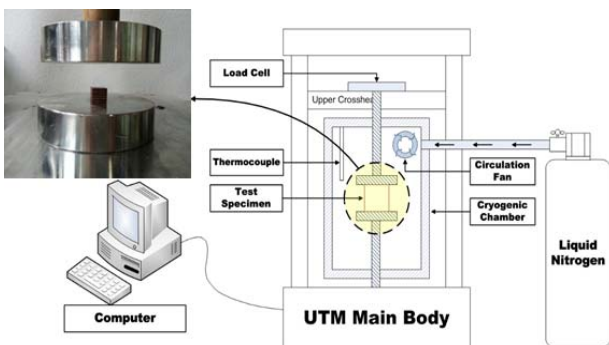 Load Cell
Upper Crosshea
Thermocouple
Circulation
Fan
Test
Specimen
Cryogenic
Chamber
Liquid
Nitrogen
Computer
UTM Main Body